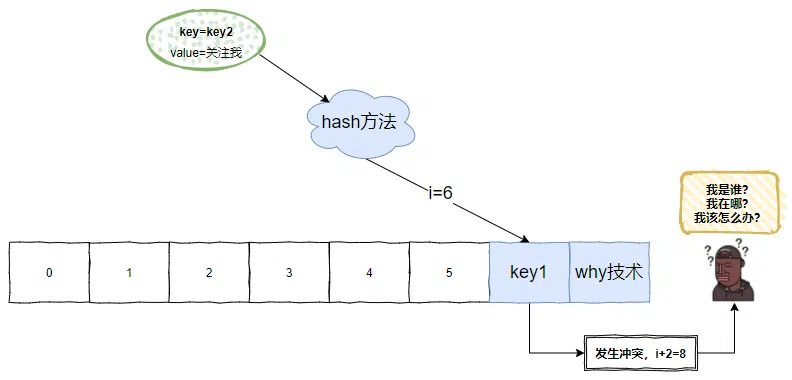 key=key2
value=关注我
hash方法
i=6
我是谁?
我在哪?
我该怎么办?
0
1
2
3
4
5
key1
why技术
? ? ? ?
发生冲突，i+2=8